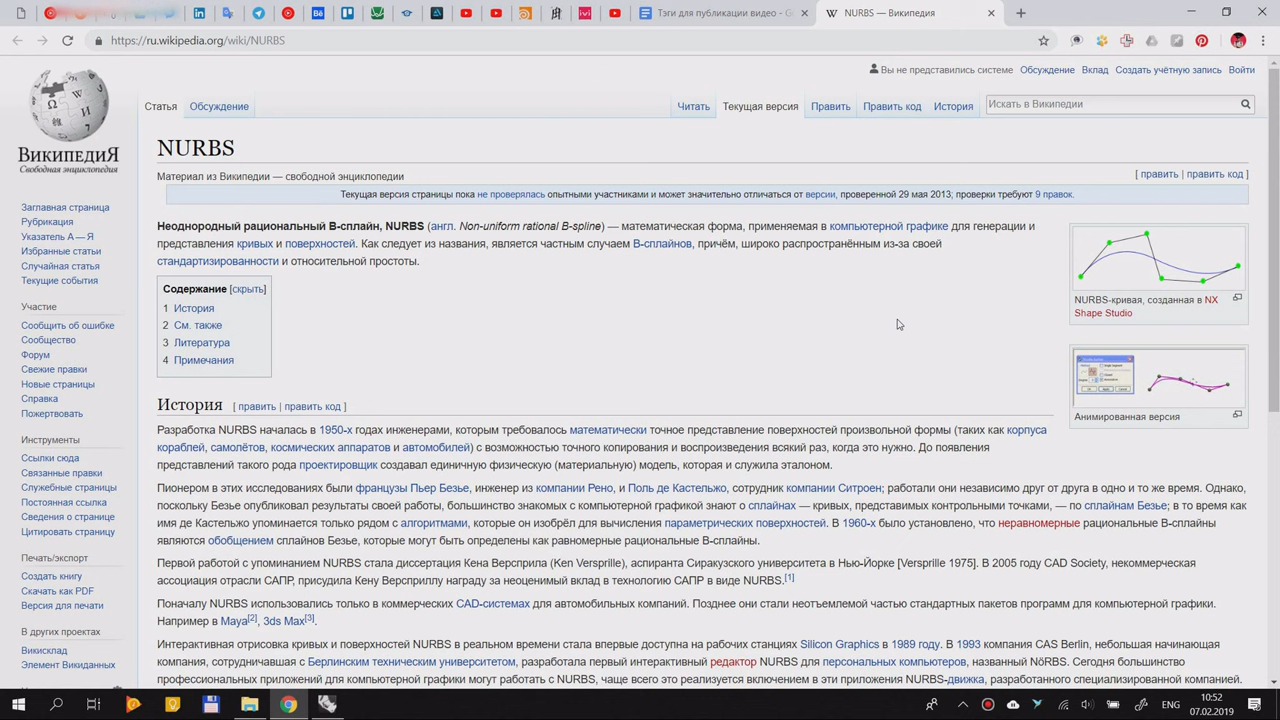 Тэги для публикации видео - G
NURBS — Википедия
https://ru.wikipedia.org/wiki/NURBS
Вы не представились системе Обсуждение Вклад Создать учётную запись Войти
Статья Обсуждение Читать Текущая версия Править Править код История Искать в Википедии
ВикипедиЯ
Свободная энциклопедия
NURBS
Материал из Википедии — свободной энциклопедии
[ править | править код ]
Текущая версия страницы пока не проверялась опытными участниками и может значительно отличаться от версии, проверенной 29 мая 2013; проверки требуют 9 правок.
Неоднородный рациональный B-сплайн, NURBS (англ. Non-uniform rational B-spline) — математическая форма, применяемая в компьютерной графике для генерации и
представления кривых и поверхностей. Как следует из названия, является частным случаем B-сплайнов, причём, широко распространённым из-за своей
стандартизированности и относительной простоты.
Содержание [скрыть]
1 История
2 См. также
3 Литература
4 Примечания
NURBS-кривая, созданная в NX
Shape Studio
Анимированная версия
История [ править | править код ]
Разработка NURBS началась в 1950-х годах инженерами, которым требовалось математически точное представление поверхностей произвольной формы (таких как корпуса
кораблей, самолётов, космических аппаратов и автомобилей) с возможностью точного копирования и воспроизведения всякий раз, когда это нужно. До появления
представлений такого рода проектировщик создавал единичную физическую (материальную) модель, которая и служила эталоном.
Пионером в этих исследованиях были французы Пьер Безье, инженер из компании Рено, и Поль де Кастельжо, сотрудник компании Ситроен; работали они независимо друг от друга в одно и то же время. Однако,
поскольку Безье опубликовал результаты своей работы, большинство знакомых с компьютерной графикой знают о сплайнах — кривых, представимых контрольными точками, — по сплайнам Безье; в то время как
имя де Кастельжо упоминается только рядом с алгоритмами, которые он изобрёл для вычисления параметрических поверхностей. В 1960-х было установлено, что неравномерные рациональные B-сплайны
являются обобщением сплайнов Безье, которые могут быть определены как равномерные рациональные B-сплайны.
Первой работой с упоминанием NURBS стала диссертация Кена Версприла (Ken Versprille), аспиранта Сиракузского университета в Нью-Йорке [Versprille 1975]. В 2005 году CAD Society, некоммерческая
ассоциация отрасли САПР, присудила Кену Версприллу награду за неоценимый вклад в технологию САПР в виде NURBS.[1]
Поначалу NURBS использовались только в коммерческих CAD-системах для автомобильных компаний. Позднее они стали неотъемлемой частью стандартных пакетов программ для компьютерной графики.
Например в Maya[2], 3ds Max[3].
Интерактивная отрисовка кривых и поверхностей NURBS в реальном времени стала впервые доступна на рабочих станциях Silicon Graphics в 1989 году. В 1993 компания CAS Berlin, небольшая начинающая
компания, сотрудничавшая с Берлинским техническим университетом, разработала первый интерактивный редактор NURBS для персональных компьютеров, названный NöRBS. Сегодня большинство
профессиональных приложений для компьютерной графики могут работать с NURBS, чаще всего это реализуется включением в эти приложения NURBS-движка, разработанного специализированной компанией.
Заглавная страница
Рубрикация
Указатель А — Я
Избранные статьи
Случайная статья
Текущие события
Участие
Сообщить об ошибке
Сообщество
Форум
Свежие правки
Новые страницы
Справка
Пожертвовать
Инструменты
Ссылки сюда
Связанные правки
Служебные страницы
Постоянная ссылка
Сведения о странице
Цитировать страницу
Печать/экспорт
Создать книгу
Скачать как PDF
Версия для печати
В других проектах
Викисклад
Элемент Викиданных
ENG
10:52
07.02.2019